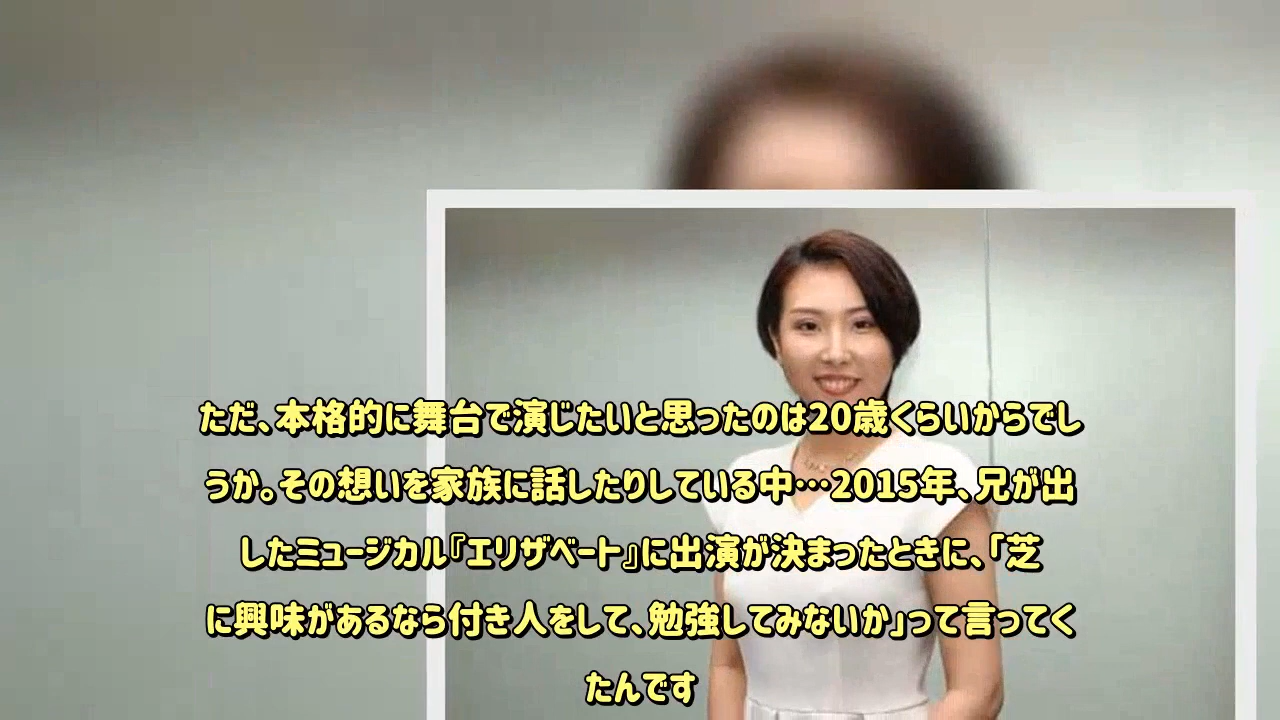 ただ、本格的に舞台で演じたいと思ったのは20歳くらいからでし
ょうか。その想いを家族に話したりしている中…2015年、兄が出
したミュージカル『エリザベート』に出演が決まったときに、「芝
に興味があるなら付き人をして、勉強してみないか」って言ってく
たんです